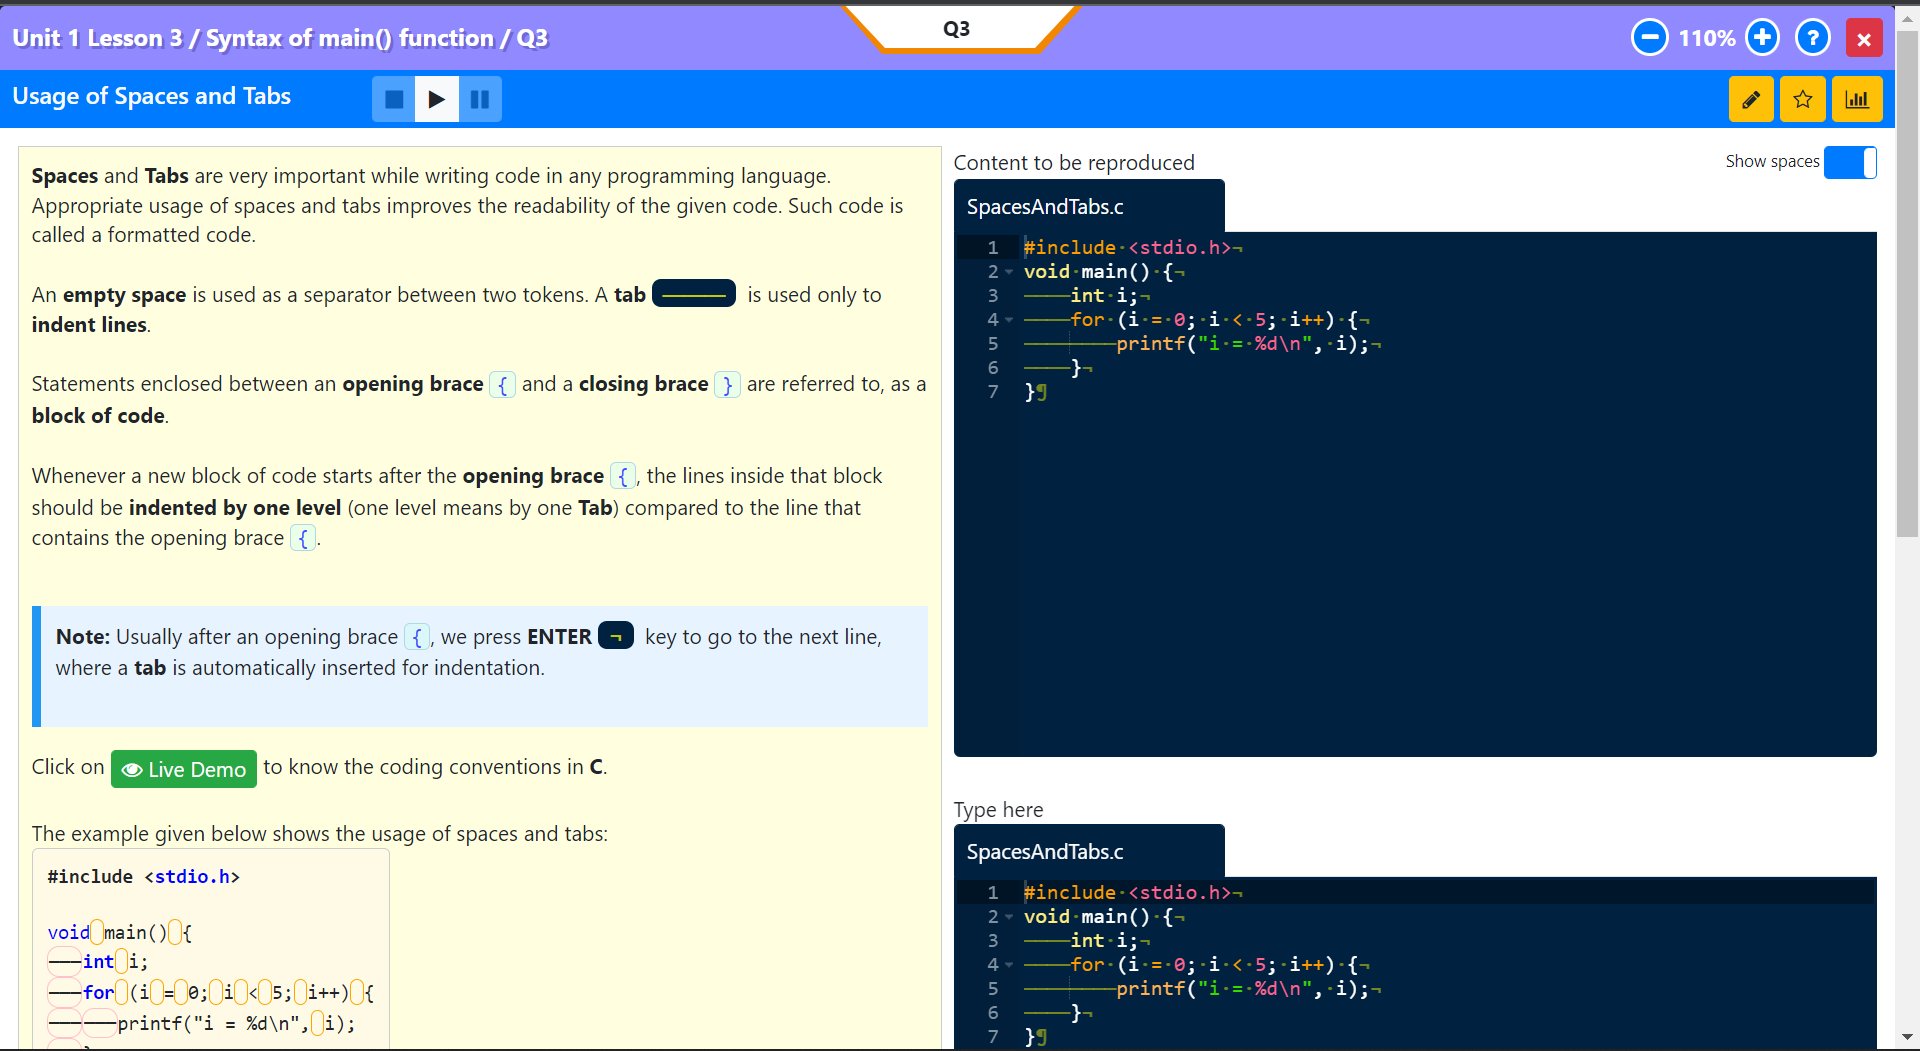 Unit 1 Lesson 3 / Syntax of main() function / Q3
Q3
110%
Usage of Spaces and Tabs
Spaces and Tabs are very important while writing code in any programming language.
Appropriate usage of spaces and tabs improves the readability of the given code. Such code is
called a formatted code.
An empty space is used as a separator between two tokens. A tab ———— is used only to
indent lines.
Statements enclosed between an opening brace { and a closing brace } are referred to, as a
block of code.
Whenever a new block of code starts after the opening brace {, the lines inside that block
should be indented by one level (one level means by one Tab) compared to the line that
contains the opening brace {.
Note: Usually after an opening brace {, we press ENTER ¬ key to go to the next line,
where a tab is automatically inserted for indentation.
Click on Live Demo to know the coding conventions in C.
The example given below shows the usage of spaces and tabs:
#include <stdio.h>
void main() {
———int i;
———for (i = 0; i < 5; i++) {
——————printf("i = %d\n", i);
Content to be reproduced
Show spaces
SpacesAndTabs.c
1 #include·<stdio.h>¬
2 void·main()·{¬
3 ————int·i;¬
4 ————for·(i·=·0;·i·<·5;·i++)·{¬
5 ————————printf("i·=·%d\n",·i);¬
6 ————}¬
7 }¶
Type here
SpacesAndTabs.c
1 #include·<stdio.h>¬
2 void·main()·{¬
3 ————int·i;¬
4 ————for·(i·=·0;·i·<·5;·i++)·{¬
5 ————————printf("i·=·%d\n",·i);¬
6 ————}¬
7 }¶